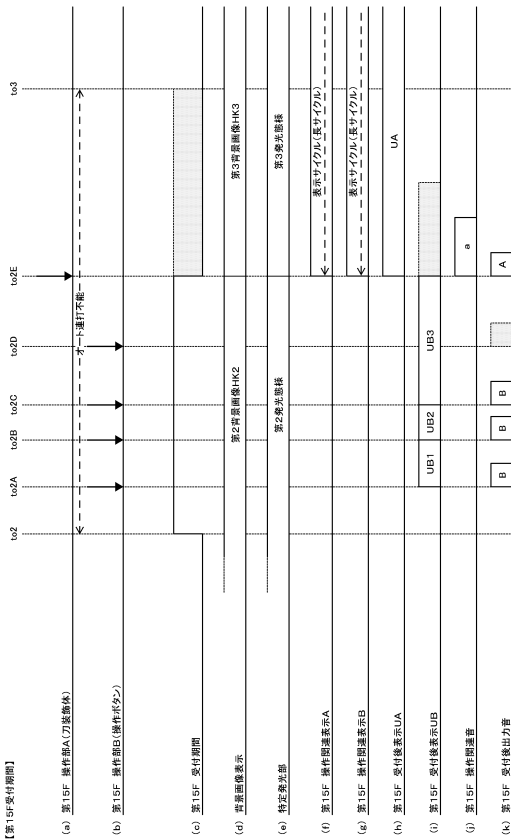 【第15F受付期間】
to2 to2A to2B to2C to2D to2E to3
(a) 第15F 操作部A(刀装飾体)
オート連打不能
(b) 第15F 操作部B(操作ボタン)
(c) 第15F 受付期間
(d) 背景画像表示 第2背景画像HK2 第3背景画像HK3
(e) 特定発光部 第2発光態様 第3発光態様
(f) 第15F 操作関連表示A 表示サイクル(長サイクル)
(g) 第15F 操作関連表示B 表示サイクル(長サイクル)
(h) 第15F 受付後表示UA UA
(i) 第15F 受付後表示UB UB1 UB2 UB3
(j) 第15F 操作関連音 a
(k) 第15F 受付後出力音 B B B A